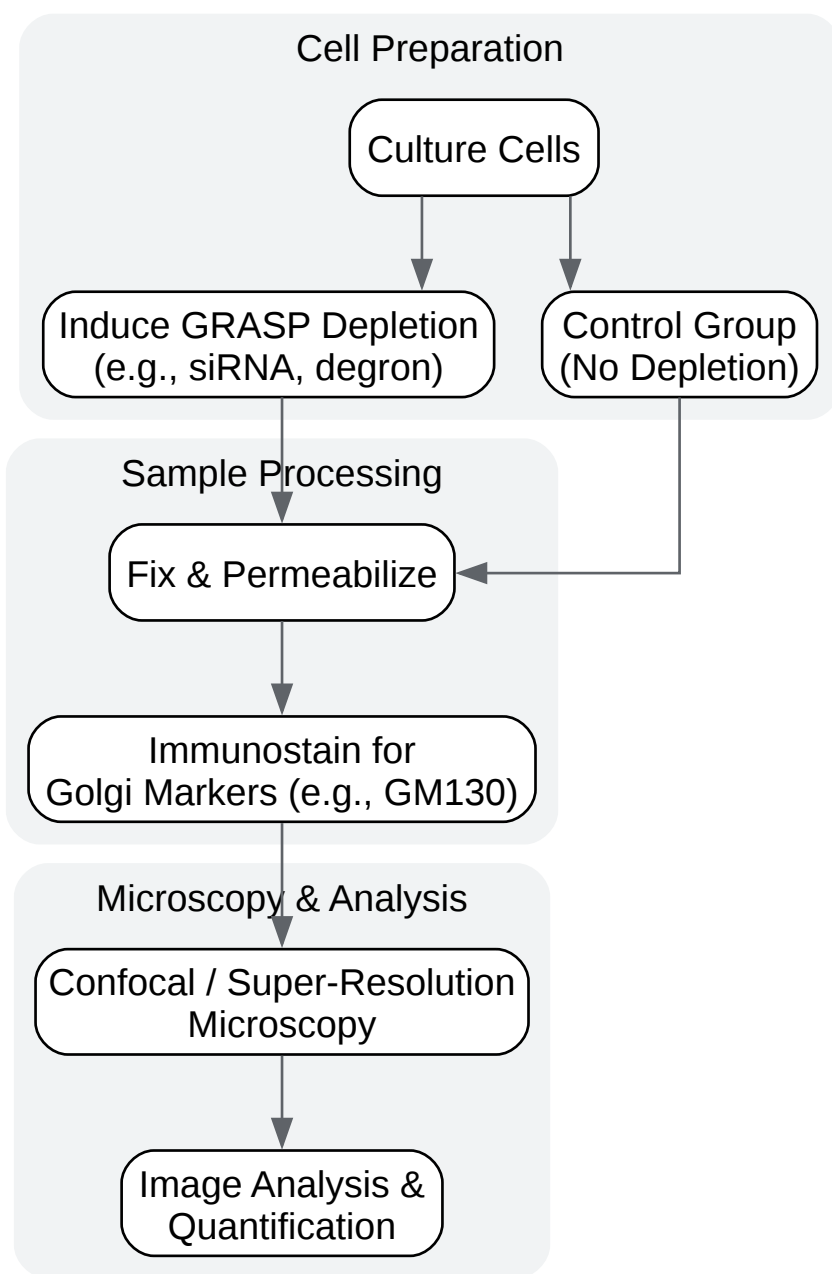 Cell Preparation
Culture Cells
Induce GRASP Depletion
(e.g., siRNA, degron)
Control Group
(No Depletion)
Sample Processing
Fix & Permeabilize
Immunostain for
Golgi Markers (e.g., GM130)
Microscopy & Analysis
Confocal / Super-Resolution
Microscopy
Image Analysis &
Quantification